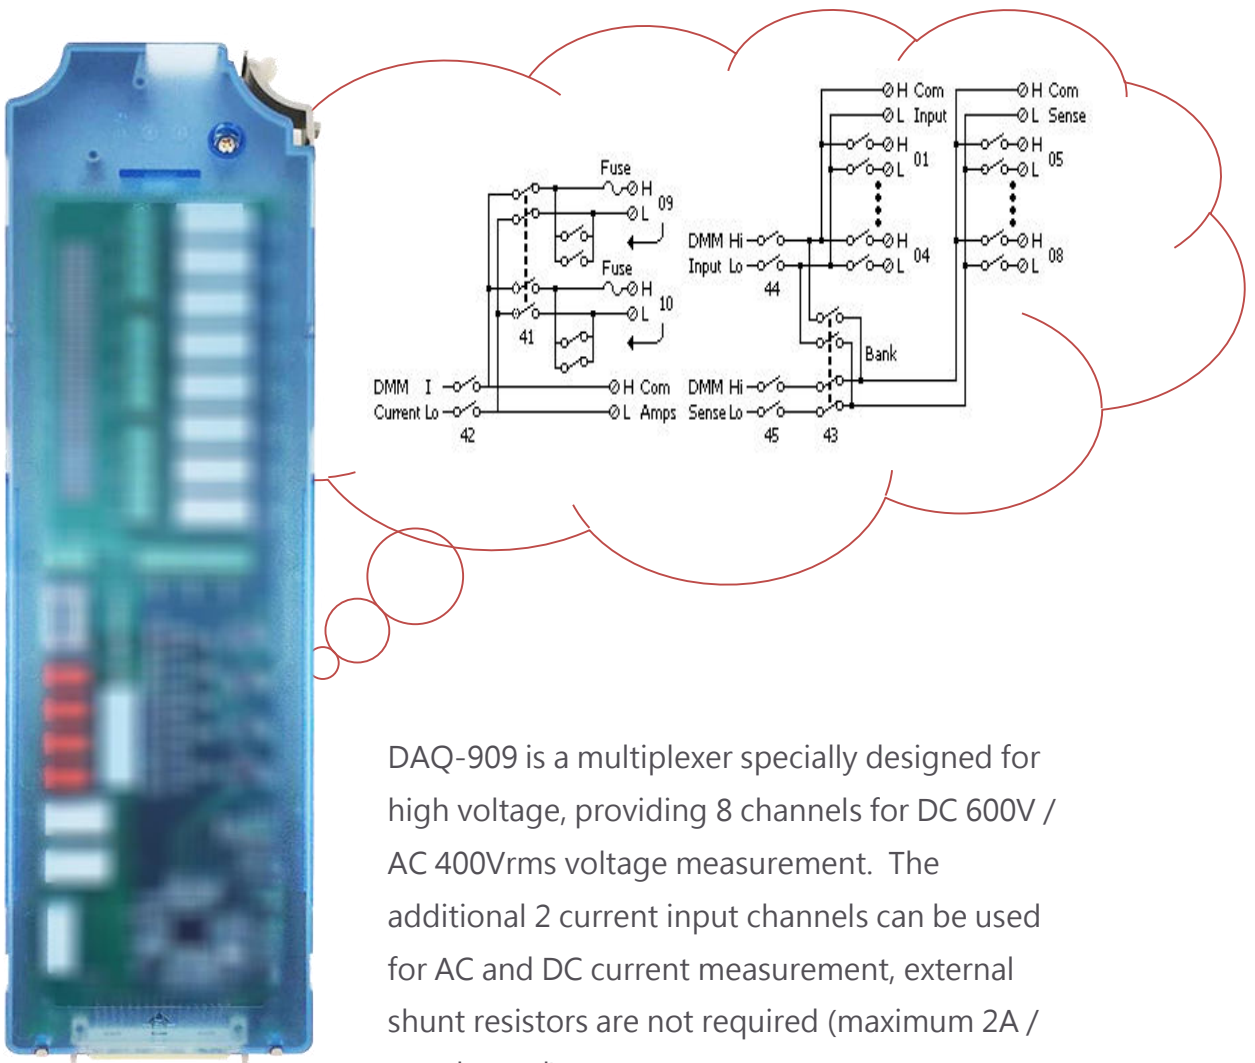 H Com
L Input
H
01
L
H
04
L
H Com
L Sense
H
05
L
H
08
L
Fuse
H
09
L
Fuse
H
10
L
41
DMM I
Current Lo
42
H Com
L Amps
DMM Hi
Input Lo
44
Bank
DMM Hi
Sense Lo
45
43
DAQ-909 is a multiplexer specially designed for
high voltage, providing 8 channels for DC 600V /
AC 400Vrms voltage measurement. The
additional 2 current input channels can be used
for AC and DC current measurement, external
shunt resistors are not required (maximum 2A /